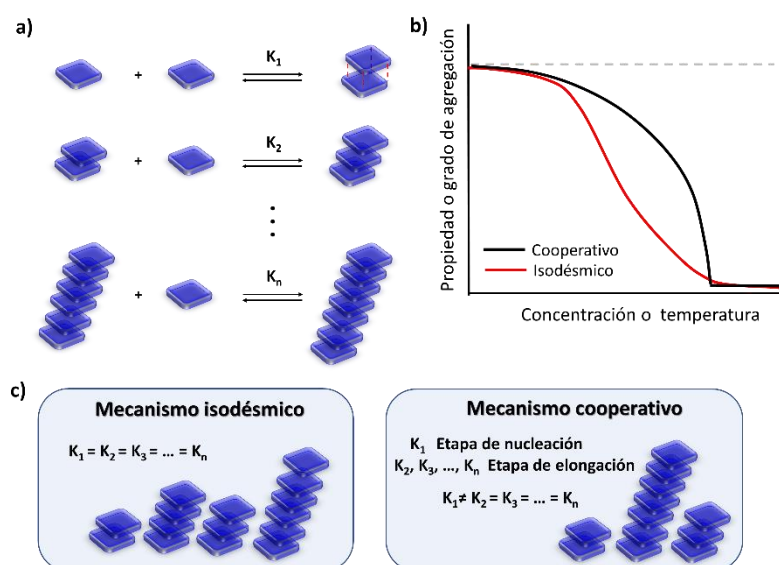 a)
K1
+
K2
+
Kn
+
b)
Propiedad o grado de agregación
Cooperativo
Isodésmico
Concentración o temperatura
c)
Mecanismo isodésmico
K1 = K2 = K3 = ... = Kn
Mecanismo cooperativo
K1 Etapa de nucleación
K2, K3, ..., Kn Etapa de elongación
K1≠ K2 = K3 = ... = Kn